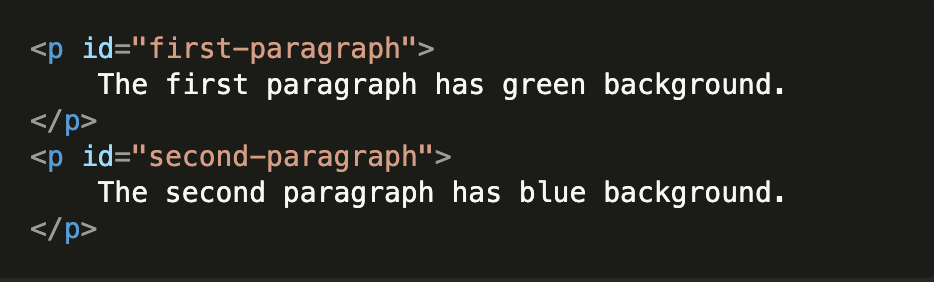 <p id="first-paragraph">
    The first paragraph has green background.
</p>
<p id="second-paragraph">
    The second paragraph has blue background.
</p>